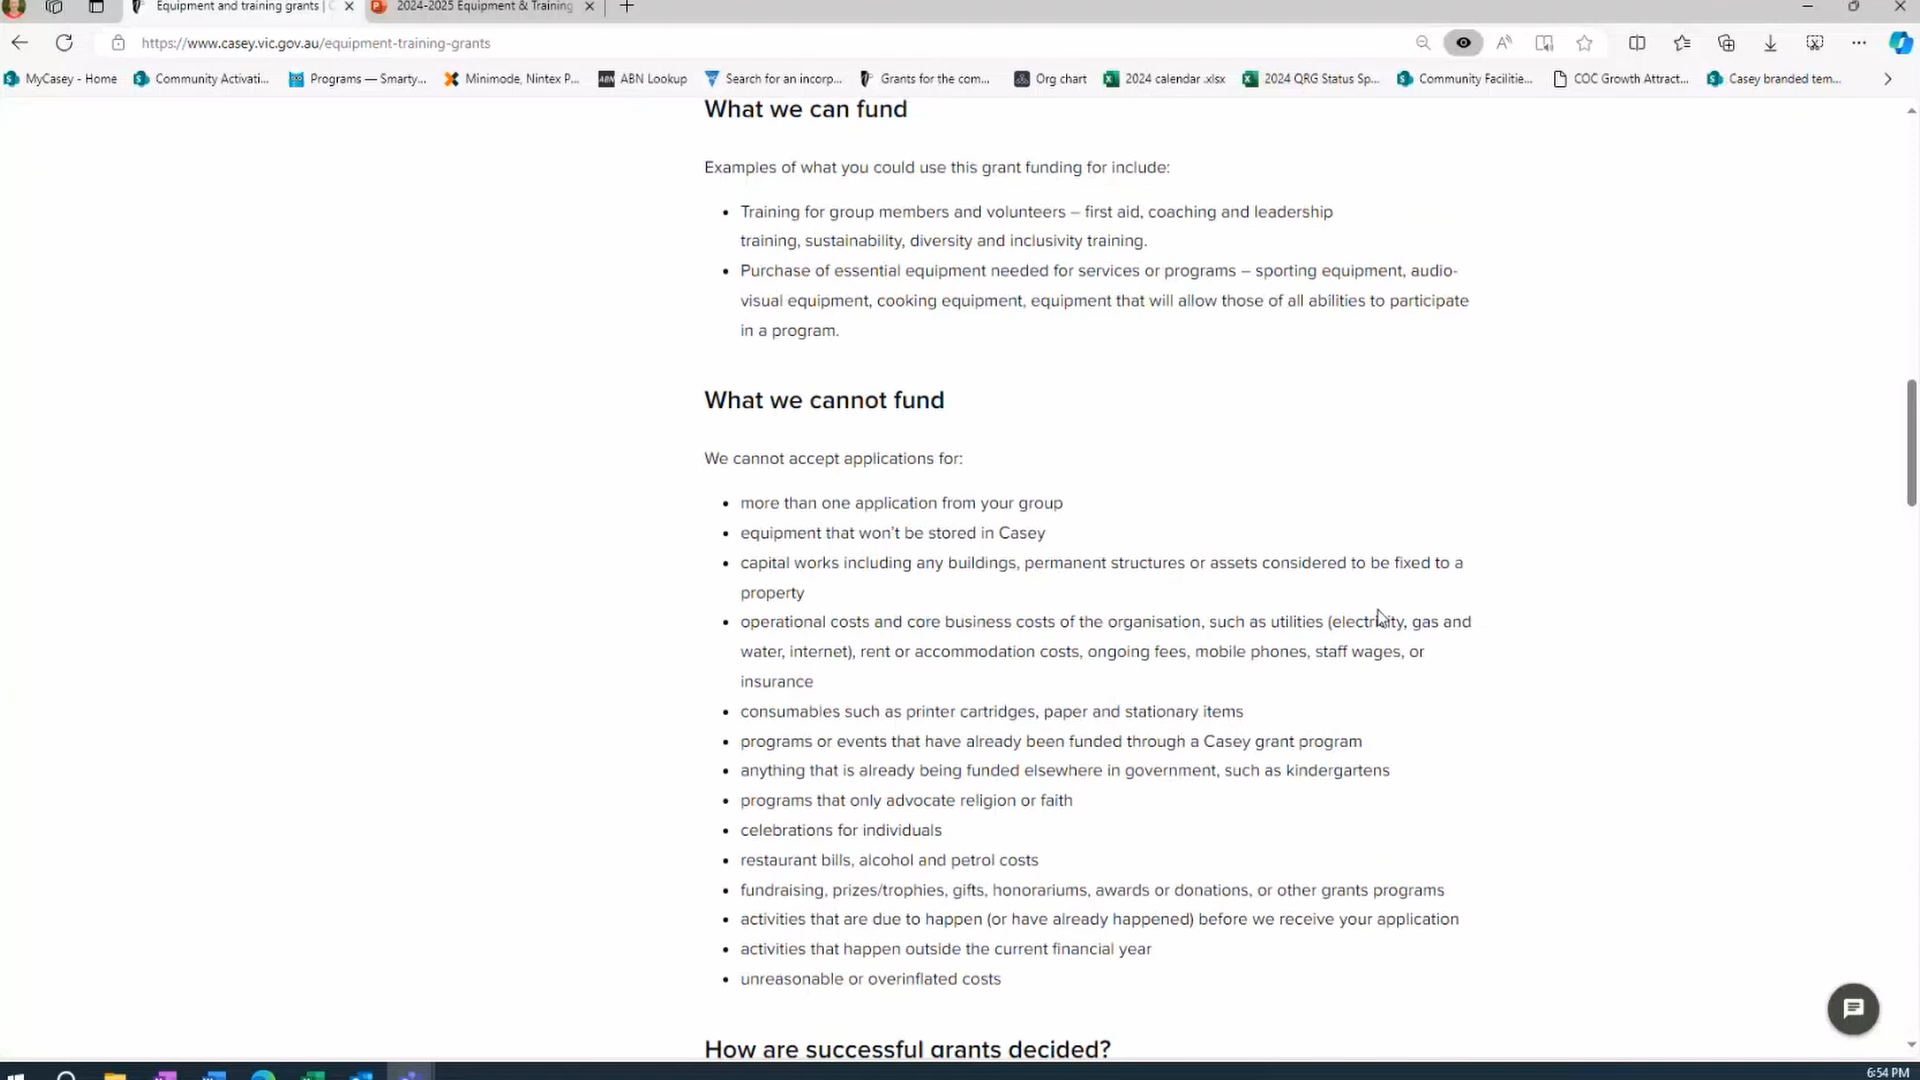 Equipment and training grants | C
2024-2025 Equipment & Training
https://www.casey.vic.gov.au/equipment-training-grants
MyCasey - Home
Community Activati...
Programs — Smarty...
Minimode, Nintex P...
ABN Lookup
Search for an incorp...
Grants for the com...
Org chart
2024 calendar .xlsx
2024 QRG Status Sp...
Community Facilitie...
COC Growth Attract...
Casey branded tem...
What we can fund
Examples of what you could use this grant funding for include:
• Training for group members and volunteers – first aid, coaching and leadership
training, sustainability, diversity and inclusivity training.
• Purchase of essential equipment needed for services or programs – sporting equipment, audio-
visual equipment, cooking equipment, equipment that will allow those of all abilities to participate
in a program.
What we cannot fund
We cannot accept applications for:
• more than one application from your group
• equipment that won't be stored in Casey
• capital works including any buildings, permanent structures or assets considered to be fixed to a
property
• operational costs and core business costs of the organisation, such as utilities (electricity, gas and
water, internet), rent or accommodation costs, ongoing fees, mobile phones, staff wages, or
insurance
• consumables such as printer cartridges, paper and stationary items
• programs or events that have already been funded through a Casey grant program
• anything that is already being funded elsewhere in government, such as kindergartens
• programs that only advocate religion or faith
• celebrations for individuals
• restaurant bills, alcohol and petrol costs
• fundraising, prizes/trophies, gifts, honorariums, awards or donations, or other grants programs
• activities that are due to happen (or have already happened) before we receive your application
• activities that happen outside the current financial year
• unreasonable or overinflated costs
How are successful grants decided?
6:54 PM